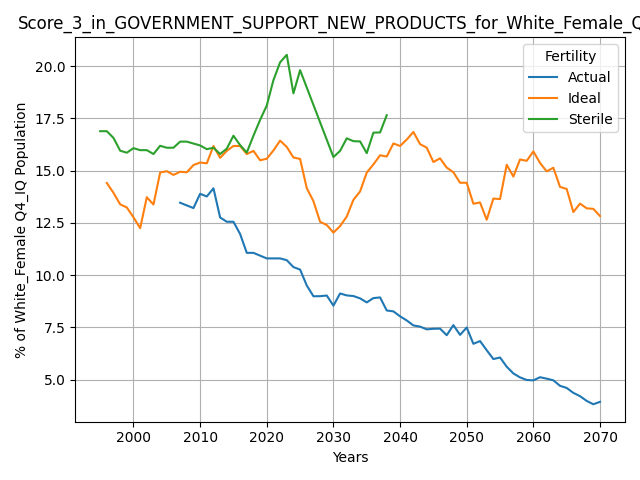 Score_3_in_GOVERNMENT_SUPPORT_NEW_PRODUCTS_for_White_Female_Q
Fertility
Actual
Ideal
Sterile
% of White_Female Q4_IQ Population
20.0
17.5
15.0
12.5
10.0
7.5
5.0
2000 2010 2020 2030 2040 2050 2060 2070
Years